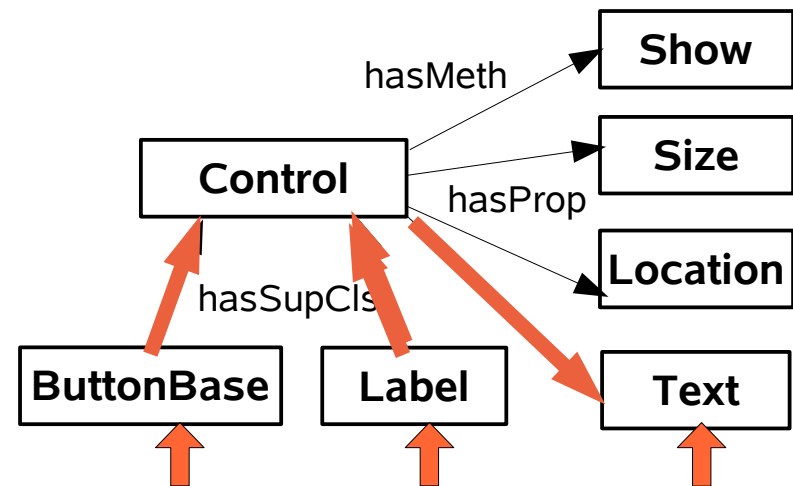 Show
hasMeth
Size
Control
hasProp
Location
hasSupCls
ButtonBase
Label
Text